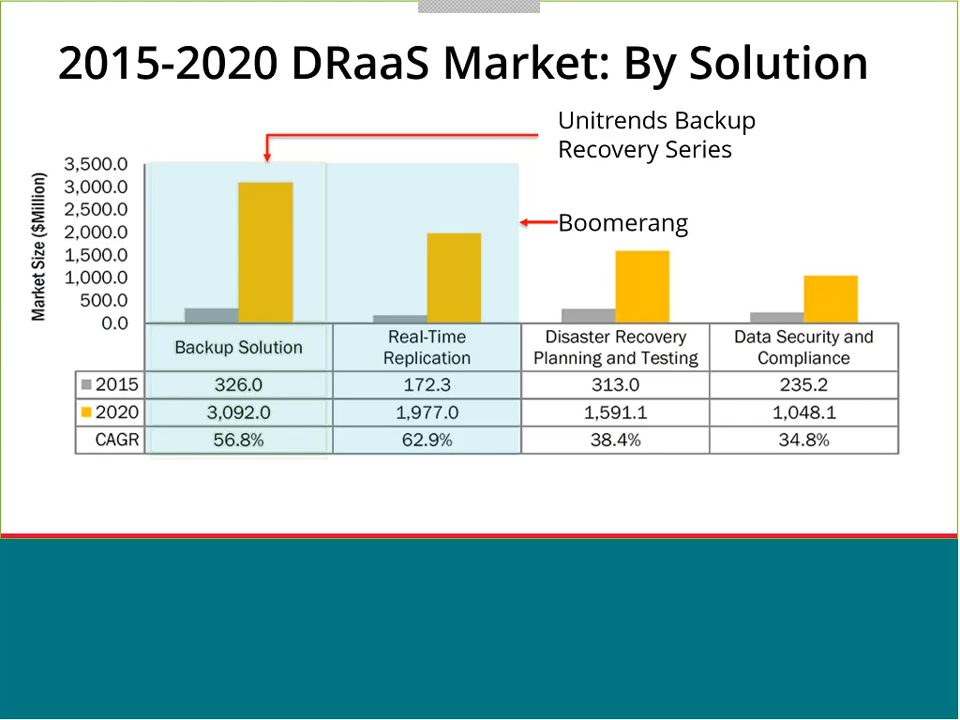 2015-2020 DRaaS Market: By Solution
Unitrends Backup
Recovery Series
Boomerang
Market Size ($Million)
3,500.0
3,000.0
2,500.0
2,000.0
1,500.0
1,000.0
500.0
0.0
Backup Solution
Real-Time
Replication
Disaster Recovery
Planning and Testing
Data Security and
Compliance
2015 326.0 172.3 313.0 235.2
2020 3,092.0 1,977.0 1,591.1 1,048.1
CAGR 56.8% 62.9% 38.4% 34.8%